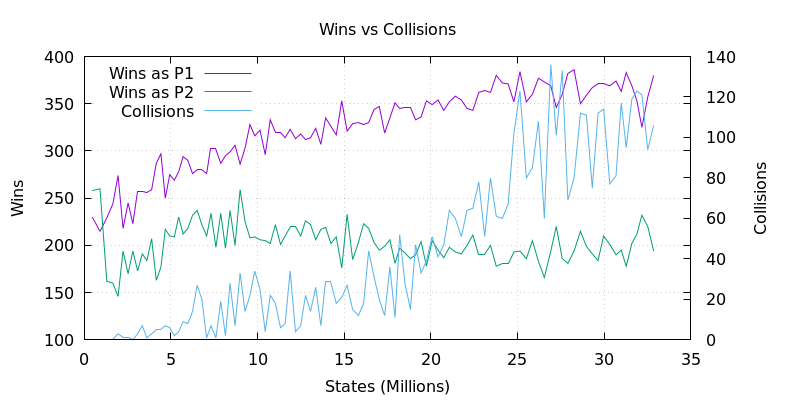 Wins vs Collisions
400
350
300
250
200
150
100
140
120
100
80
60
40
20
0
0 5 10 15 20 25 30 35
Wins as P1
Wins as P2
Collisions
Wins
Collisions
States (Millions)